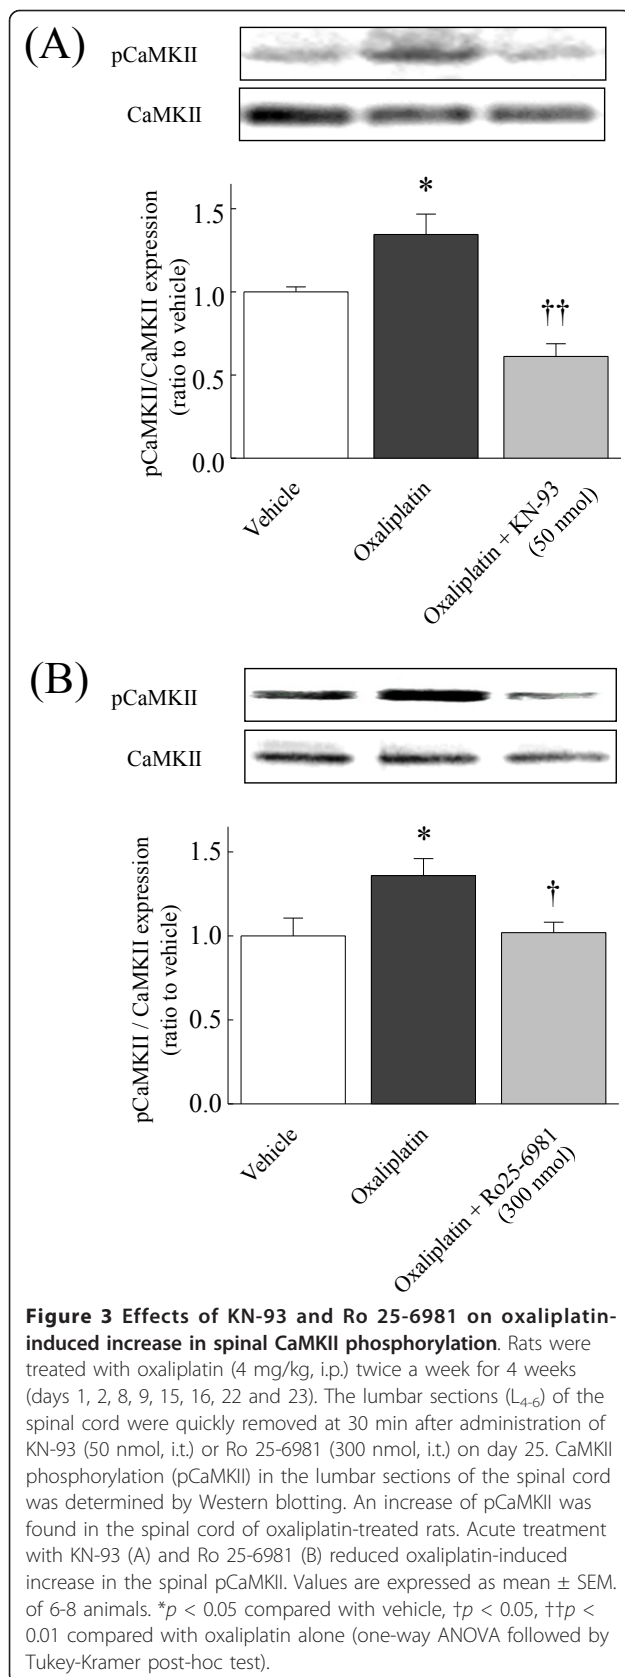 (A)
pCaMKII
CaMKII
pCaMKII/CaMKII expression
(ratio to vehicle)
1.5
1.0
0.5
0.0
*
††
Vehicle
Oxaliplatin
Oxaliplatin + KN-93
(50 nmol)
(B)
pCaMKII
CaMKII
pCaMKII / CaMKII expression
(ratio to vehicle)
1.5
1.0
0.5
0.0
*
†
Vehicle
Oxaliplatin
Oxaliplatin + Ro25-6981
(300 nmol)
Figure 3 Effects of KN-93 and Ro 25-6981 on oxaliplatin-
induced increase in spinal CaMKII phosphorylation. Rats were
treated with oxaliplatin (4 mg/kg, i.p.) twice a week for 4 weeks
(days 1, 2, 8, 9, 15, 16, 22 and 23). The lumbar sections (L4-6) of the
spinal cord were quickly removed at 30 min after administration of
KN-93 (50 nmol, i.t.) or Ro 25-6981 (300 nmol, i.t.) on day 25. CaMKII
phosphorylation (pCaMKII) in the lumbar sections of the spinal cord
was determined by Western blotting. An increase of pCaMKII was
found in the spinal cord of oxaliplatin-treated rats. Acute treatment
with KN-93 (A) and Ro 25-6981 (B) reduced oxaliplatin-induced
increase in the spinal pCaMKII. Values are expressed as mean ± SEM.
of 6-8 animals. *p < 0.05 compared with vehicle, †p < 0.05, ††p <
0.01 compared with oxaliplatin alone (one-way ANOVA followed by
Tukey-Kramer post-hoc test).